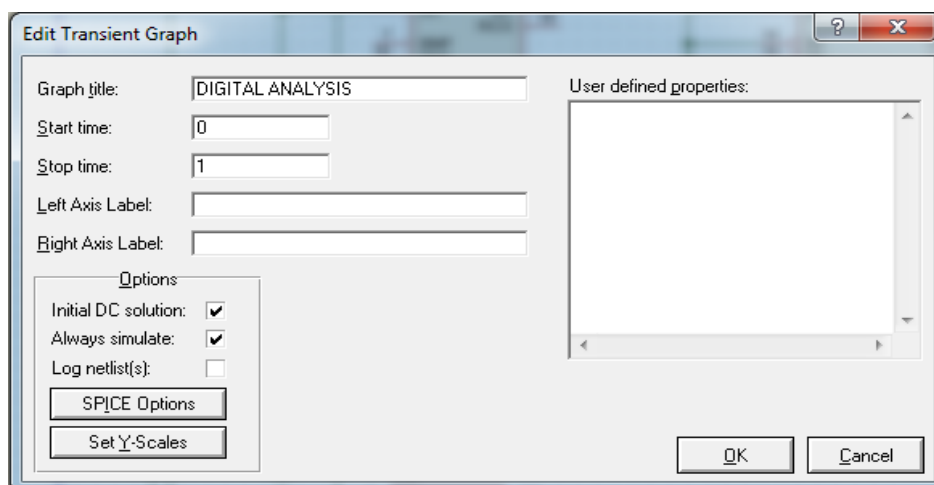 Edit Transient Graph
Graph title: DIGITAL ANALYSIS
Start time: 0
Stop time: 1
Left Axis Label:
Right Axis Label:
Options
Initial DC solution:
Always simulate:
Log netlist(s):
SPICE Options
Set Y-Scales
User defined properties:
OK Cancel